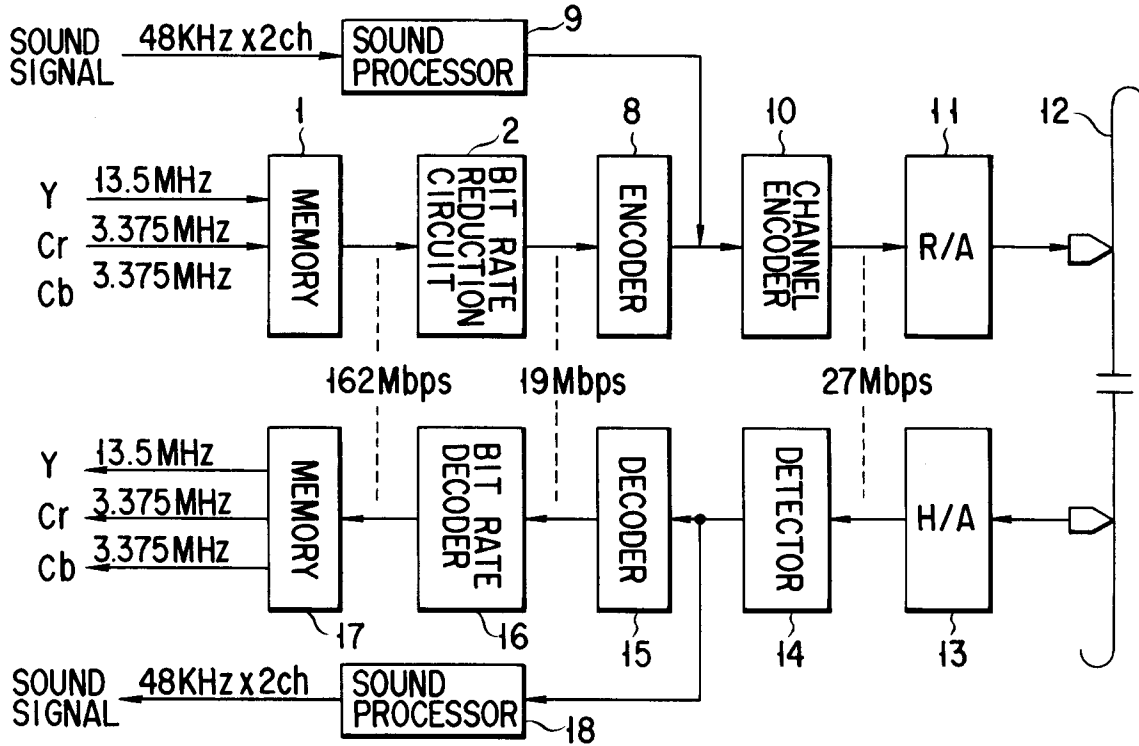 SOUND
SIGNAL
48KHz x 2ch
SOUND
PROCESSOR
9
1
2
8
10
11
12
Y
13.5MHz
Cr
3.375MHz
Cb
3.375MHz
MEMORY
BIT RATE
REDUCTION
CIRCUIT
ENCODER
CHANNEL
ENCODER
R/A
162Mbps
19Mbps
27Mbps
Y
13.5MHz
Cr
3.375MHz
Cb
3.375MHz
MEMORY
BIT RATE
DECODER
DECODER
DETECTOR
H/A
17
16
15
14
13
SOUND
SIGNAL
48KHz x 2ch
SOUND
PROCESSOR
18